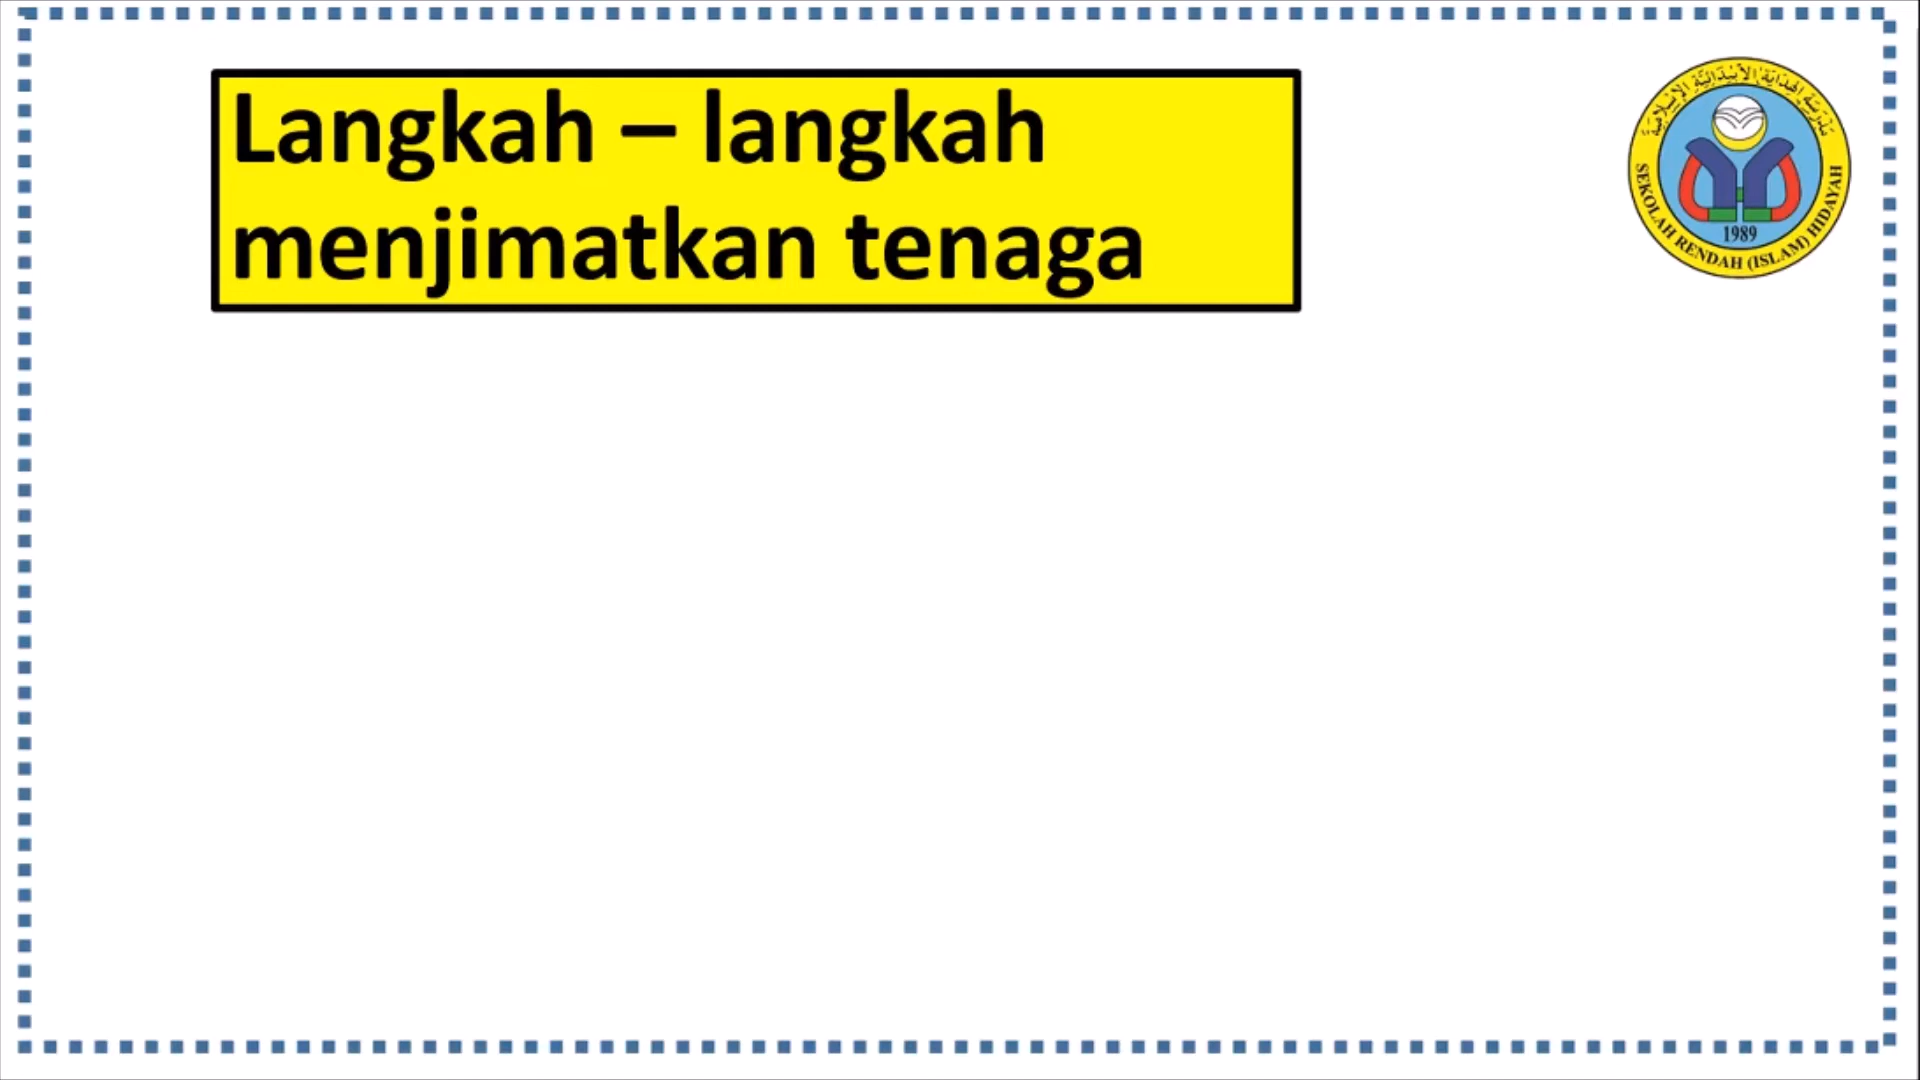 Langkah – langkah
menjimatkan tenaga
SEKOLAH RENDAH (ISLAM) HIDAYAH
1989